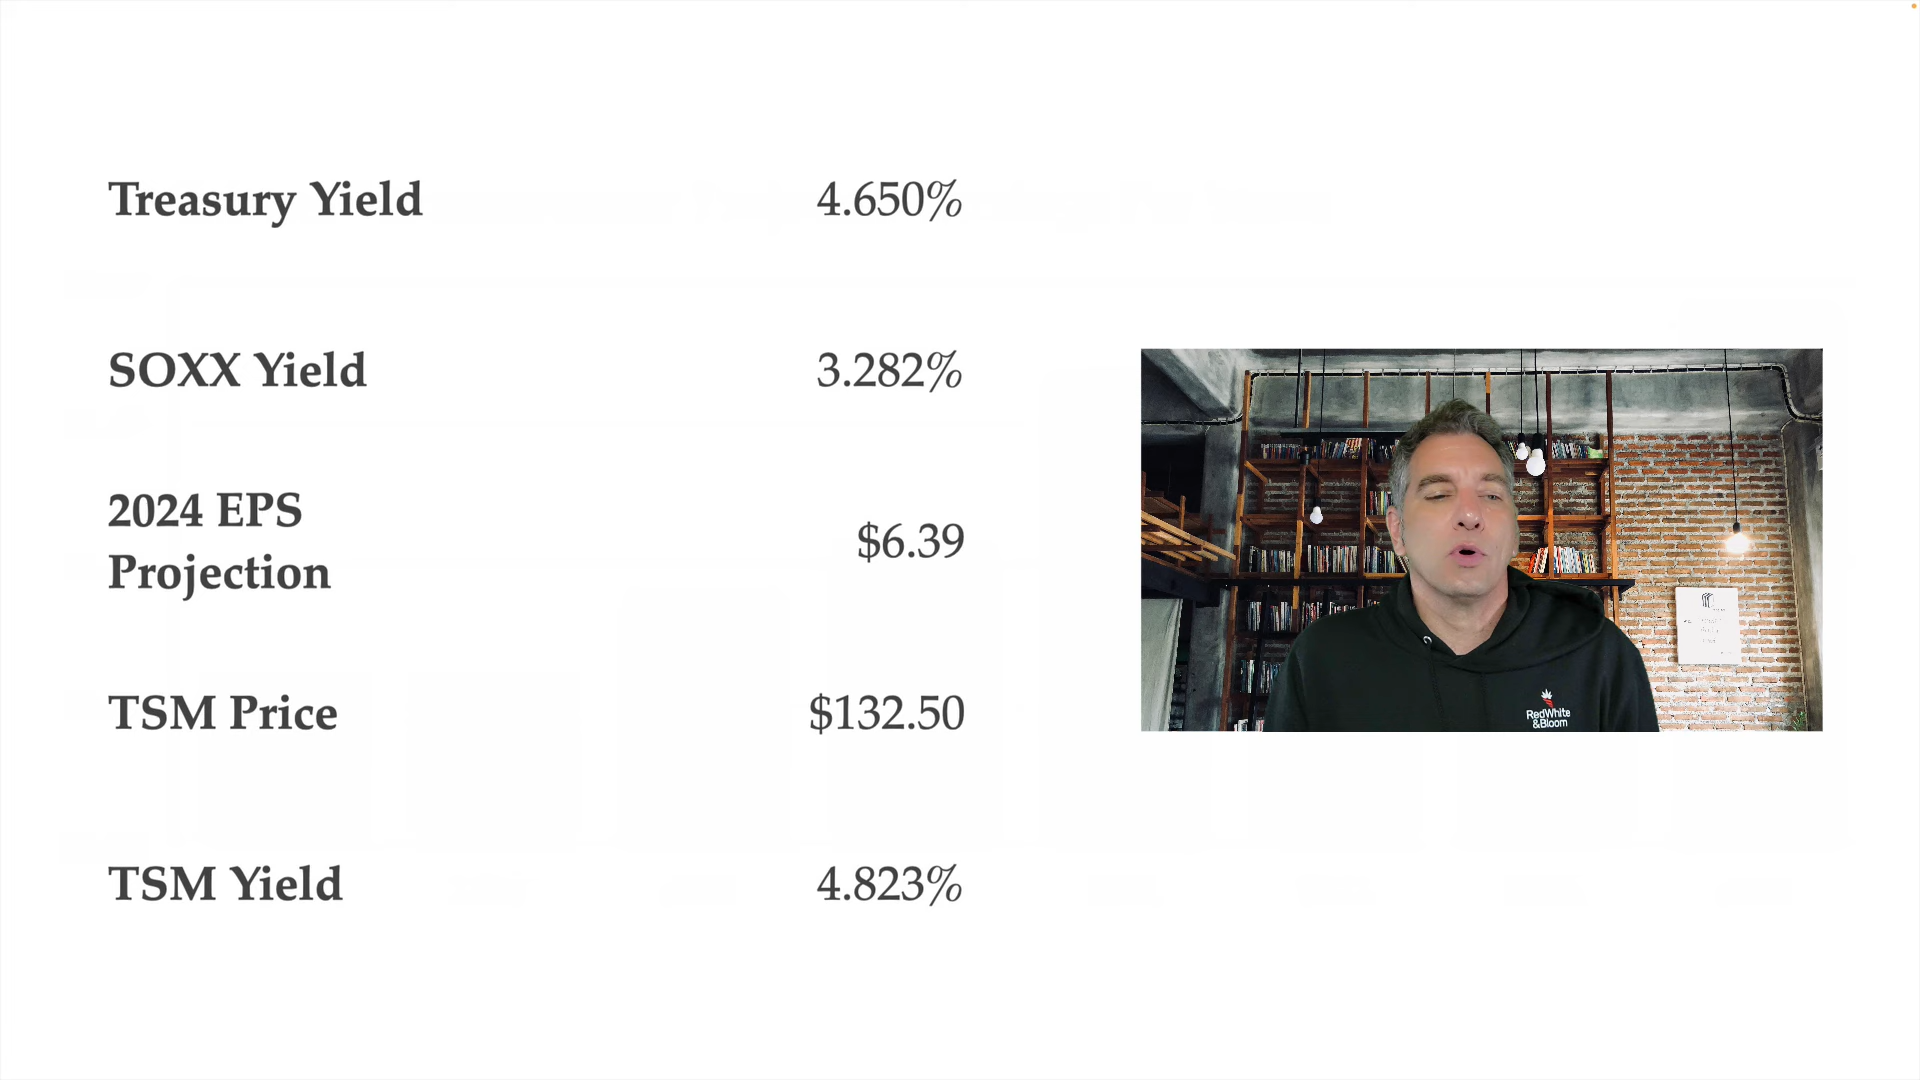 Treasury Yield 4.650%
SOXX Yield 3.282%
2024 EPS
Projection
$6.39
TSM Price $132.50
TSM Yield 4.823%
RedWhite
&Bloom